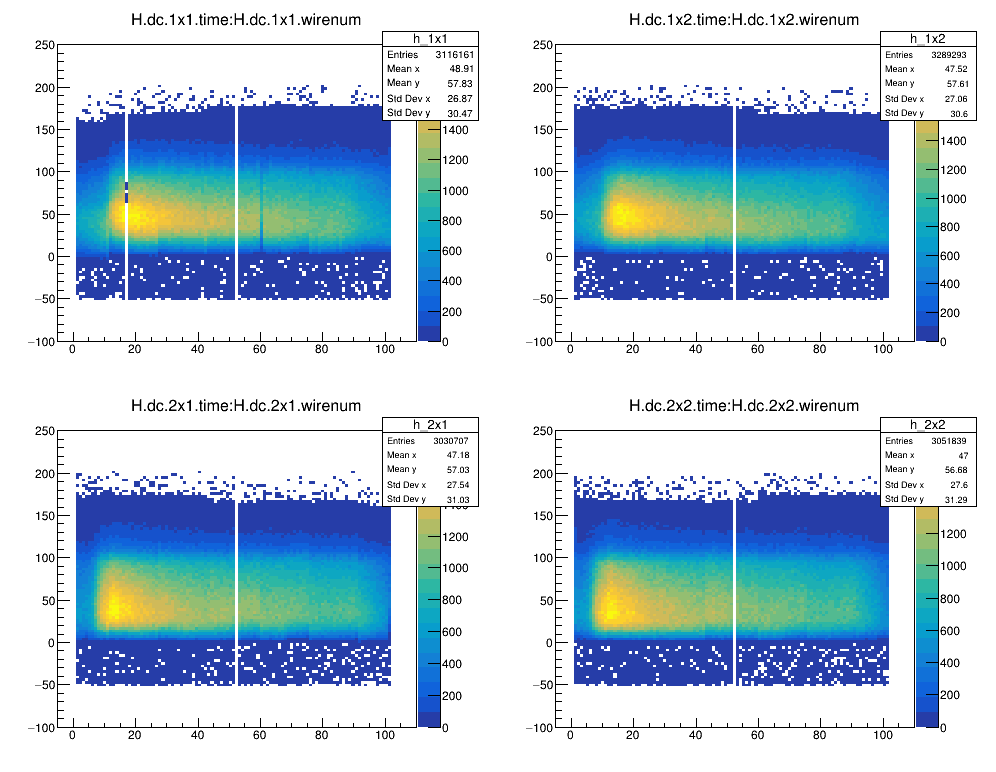 H.dc.1x1.time:H.dc.1x1.wirenum
h_1x1
Entries 3116161
Mean x 48.91
Mean y 57.83
Std Dev x 26.87
Std Dev y 30.47
250
200
150
100
50
0
−50
−100
0 20 40 60 80 100
1400
1200
1000
800
600
400
200
0
H.dc.1x2.time:H.dc.1x2.wirenum
h_1x2
Entries 3289293
Mean x 47.52
Mean y 57.61
Std Dev x 27.06
Std Dev y 30.6
250
200
150
100
50
0
−50
−100
0 20 40 60 80 100
1400
1200
1000
800
600
400
200
0
H.dc.2x1.time:H.dc.2x1.wirenum
h_2x1
Entries 3030707
Mean x 47.18
Mean y 57.03
Std Dev x 27.54
Std Dev y 31.03
250
200
150
100
50
0
−50
−100
0 20 40 60 80 100
1400
1200
1000
800
600
400
200
0
H.dc.2x2.time:H.dc.2x2.wirenum
h_2x2
Entries 3051839
Mean x 47
Mean y 56.68
Std Dev x 27.6
Std Dev y 31.29
250
200
150
100
50
0
−50
−100
0 20 40 60 80 100
1200
1000
800
600
400
200
0